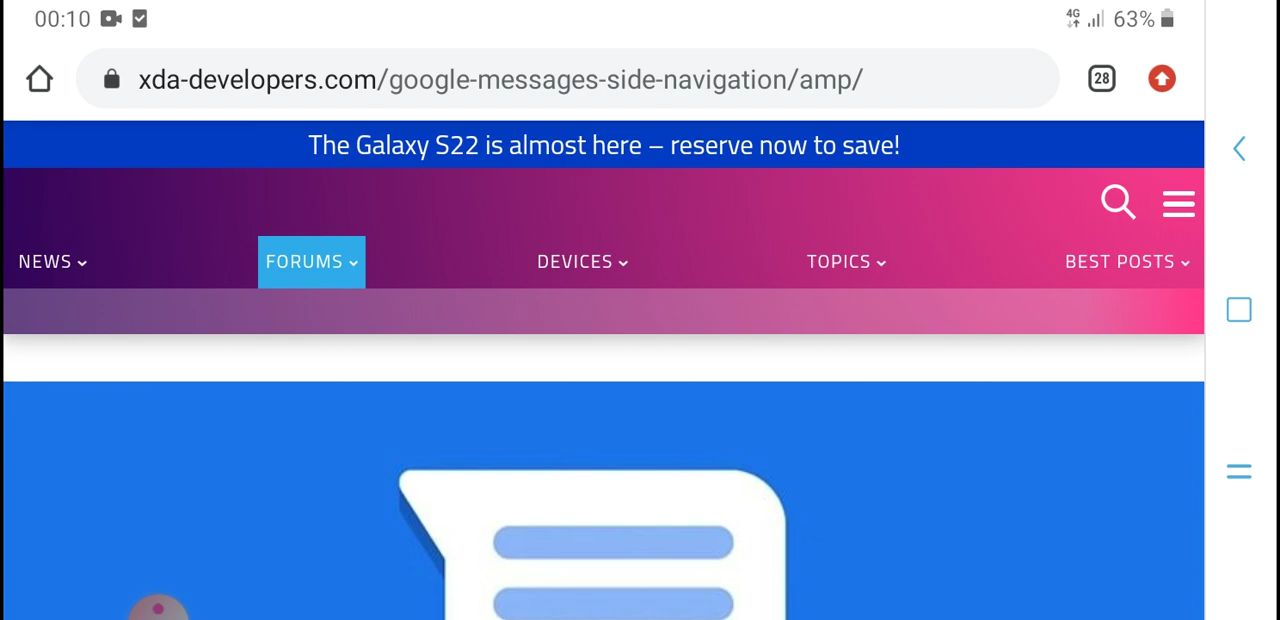 00:10
4G 63%
xda-developers.com/google-messages-side-navigation/amp/
28
The Galaxy S22 is almost here – reserve now to save!
NEWS FORUMS DEVICES TOPICS BEST POSTS